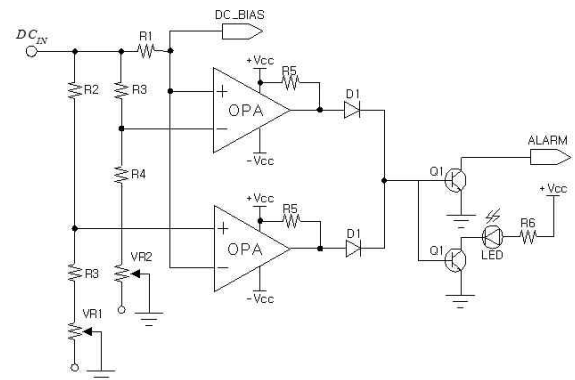 DC_BIAS
DC_IN
R1
R2
R3
+Vcc
R5
D1
OPA
-Vcc
R4
ALARM
Q1
+Vcc
R6
LED
Q1
+Vcc
R5
D1
OPA
-Vcc
R3
VR2
VR1